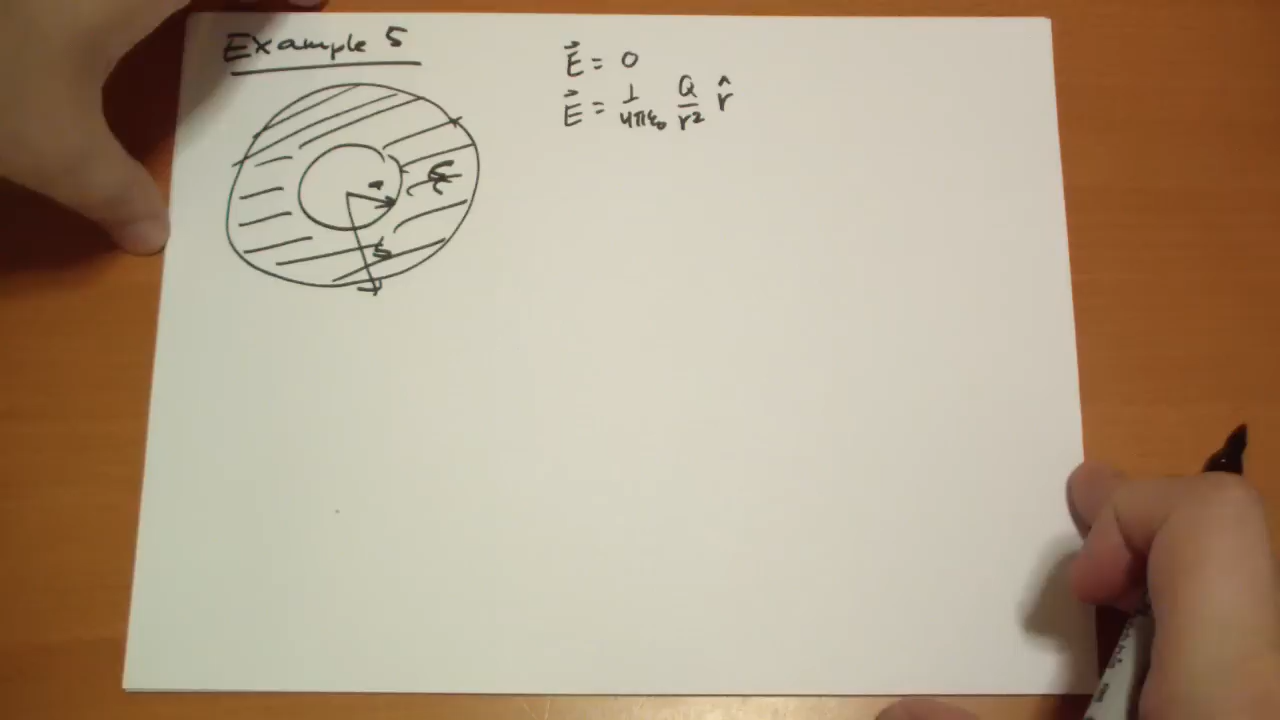 Example 5
E⃗ = 0
E⃗ = 1/4πε₀ Q/r² r̂
a
b